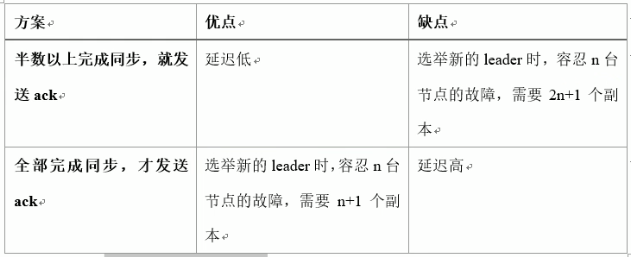 方案
优点
缺点
半数以上完成同步，就发
送 ack
延迟低
选举新的 leader 时，容忍 n 台
节点的故障，需要 2n+1 个副
本
全部完成同步，才发送
ack
选举新的 leader 时，容忍 n 台
节点的故障，需要 n+1 个副
本
延迟高